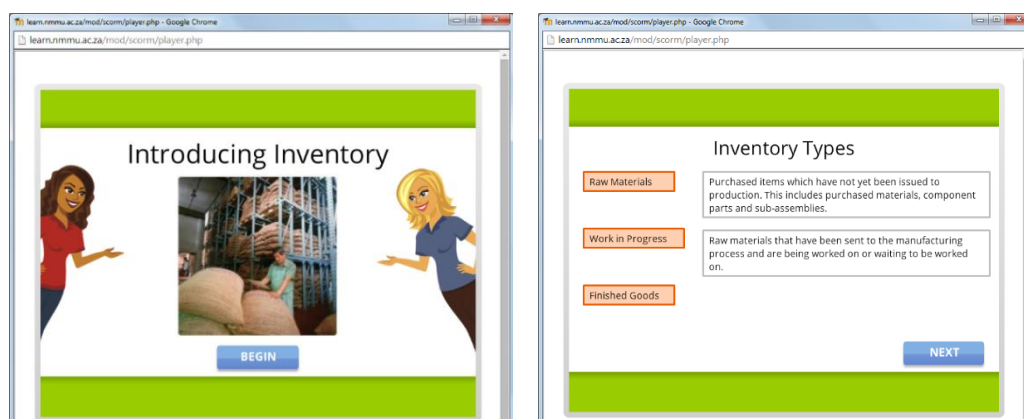 learn.nmmu.ac.za/mod/scorm/player.php - Google Chrome
learn.nmmu.ac.za/mod/scorm/player.php
Introducing Inventory
BEGIN
learn.nmmu.ac.za/mod/scorm/player.php - Google Chrome
learn.nmmu.ac.za/mod/scorm/player.php
Inventory Types
Raw Materials
Purchased items which have not yet been issued to
production. This includes purchased materials, component
parts and sub-assemblies.
Work in Progress
Raw materials that have been sent to the manufacturing
process and are being worked on or waiting to be worked
on.
Finished Goods
NEXT